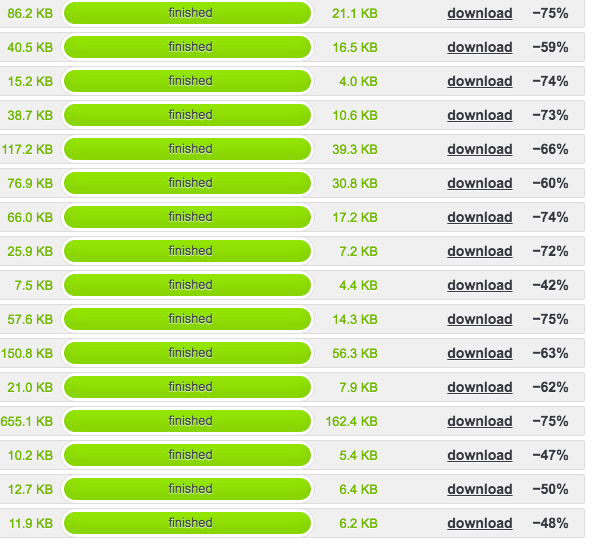 86.2 KB finished 21.1 KB download −75%
40.5 KB finished 16.5 KB download −59%
15.2 KB finished 4.0 KB download −74%
38.7 KB finished 10.6 KB download −73%
117.2 KB finished 39.3 KB download −66%
76.9 KB finished 30.8 KB download −60%
66.0 KB finished 17.2 KB download −74%
25.9 KB finished 7.2 KB download −72%
7.5 KB finished 4.4 KB download −42%
57.6 KB finished 14.3 KB download −75%
150.8 KB finished 56.3 KB download −63%
21.0 KB finished 7.9 KB download −62%
655.1 KB finished 162.4 KB download −75%
10.2 KB finished 5.4 KB download −47%
12.7 KB finished 6.4 KB download −50%
11.9 KB finished 6.2 KB download −48%